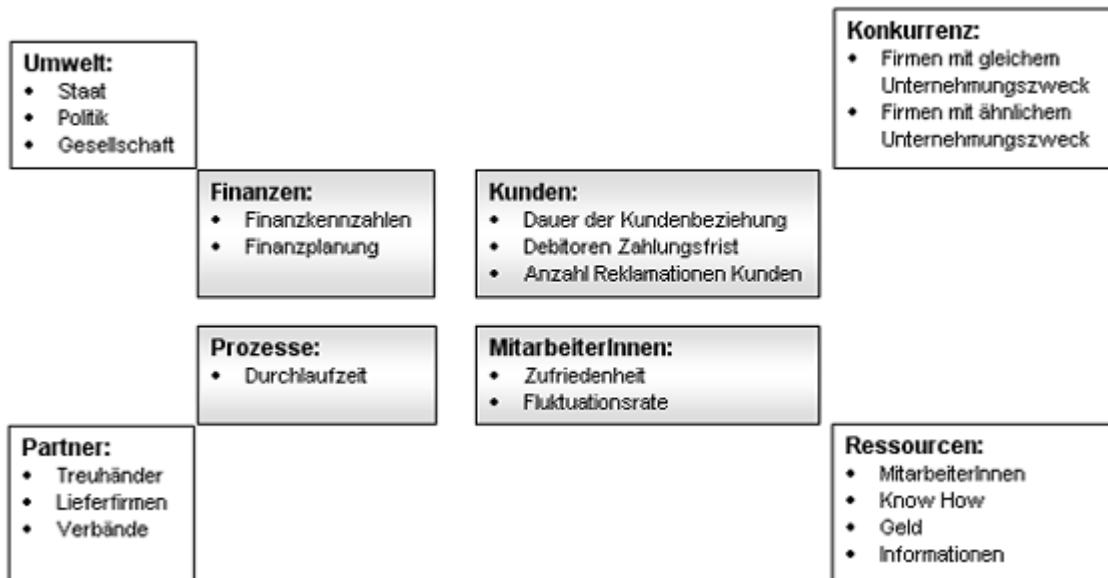 Umwelt:
• Staat
• Politik
• Gesellschaft
Konkurrenz:
• Firmen mit gleichem
Unternehmungszweck
• Firmen mit ähnlichem
Unternehmungszweck
Finanzen:
• Finanzkennzahlen
• Finanzplanung
Kunden:
• Dauer der Kundenbeziehung
• Debitoren Zahlungsfrist
• Anzahl Reklamationen Kunden
Prozesse:
• Durchlaufzeit
MitarbeiterInnen:
• Zufriedenheit
• Fluktuationsrate
Partner:
• Treuhänder
• Lieferfirmen
• Verbände
Ressourcen:
• MitarbeiterInnen
• Know How
• Geld
• Informationen